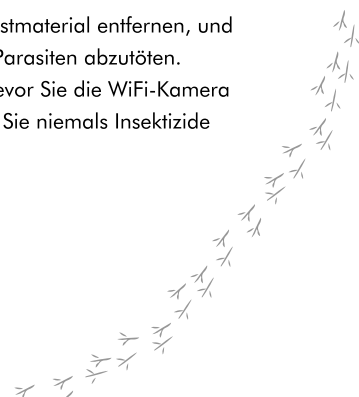 stmaterial entfernen, und
Parasiten abzutöten.
evor Sie die WiFi-Kamera
Sie niemals Insektizide